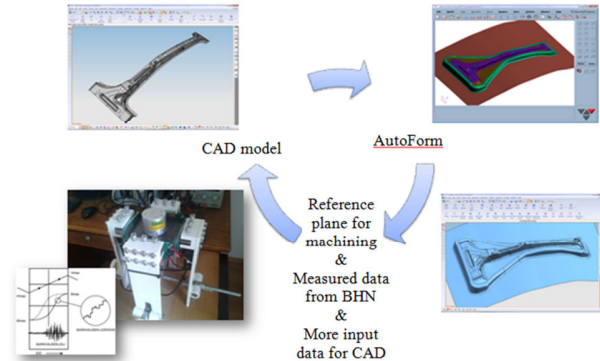 CAD model
AutoForm
Reference
plane for
machining
&
Measured data
from BHN
&
More input
data for CAD